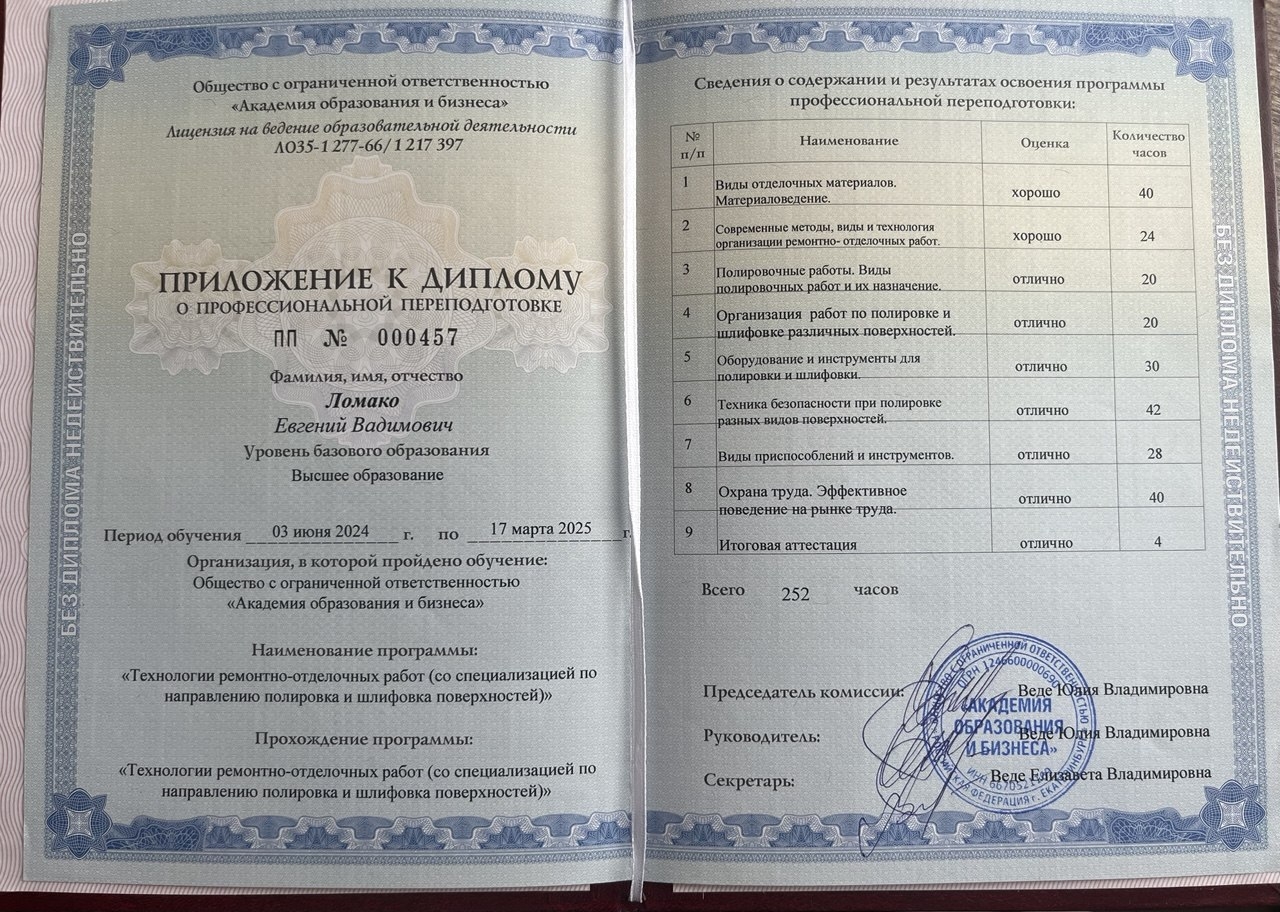 Общество с ограниченной ответственностью
«Академия образования и бизнеса»
Лицензия на ведение образовательной деятельности
ЛО35-1 277-66/1 217 397
ПРИЛОЖЕНИЕ К ДИПЛОМУ
О ПРОФЕССИОНАЛЬНОЙ ПЕРЕПОДГОТОВКЕ
ПП № 000457
Фамилия, имя, отчество
Ломако
Евгений Вадимович
Уровень базового образования
Высшее образование
Период обучения 03 июня 2024 г. по 17 марта 2025 г.
Организация, в которой пройдено обучение:
Общество с ограниченной ответственностью
«Академия образования и бизнеса»
Наименование программы:
«Технологии ремонтно-отделочных работ (со специализацией по
направлению полировка и шлифовка поверхностей)»
Прохождение программы:
«Технологии ремонтно-отделочных работ (со специализацией по
направлению полировка и шлифовка поверхностей)»
БЕЗ ДИПЛОМА НЕДЕЙСТВИТЕЛЬНО
Сведения о содержании и результатах освоения программы
профессиональной переподготовки:
№ п/п Наименование Оценка Количество часов
1 Виды отделочных материалов.
Материаловедение. хорошо 40
2 Современные методы, виды и технология
организации ремонтно- отделочных работ. хорошо 24
3 Полировочные работы. Виды
полировочных работ и их назначение. отлично 20
4 Организация работ по полировке и
шлифовке различных поверхностей. отлично 20
5 Оборудование и инструменты для
полировки и шлифовки. отлично 30
6 Техника безопасности при полировке
разных видов поверхностей. отлично 42
7 Виды приспособлений и инструментов. отлично 28
8 Охрана труда. Эффективное
поведение на рынке труда. отлично 40
9 Итоговая аттестация отлично 4
Всего 252 часов
Председатель комиссии: Веде Юлия Владимировна
Руководитель: Веде Юлия Владимировна
Секретарь: Веде Елизавета Владимировна
«АКАДЕМИЯ
ОБРАЗОВАНИЯ
И БИЗНЕСА»
БЕЗ ДИПЛОМА НЕДЕЙСТВИТЕЛЬНО